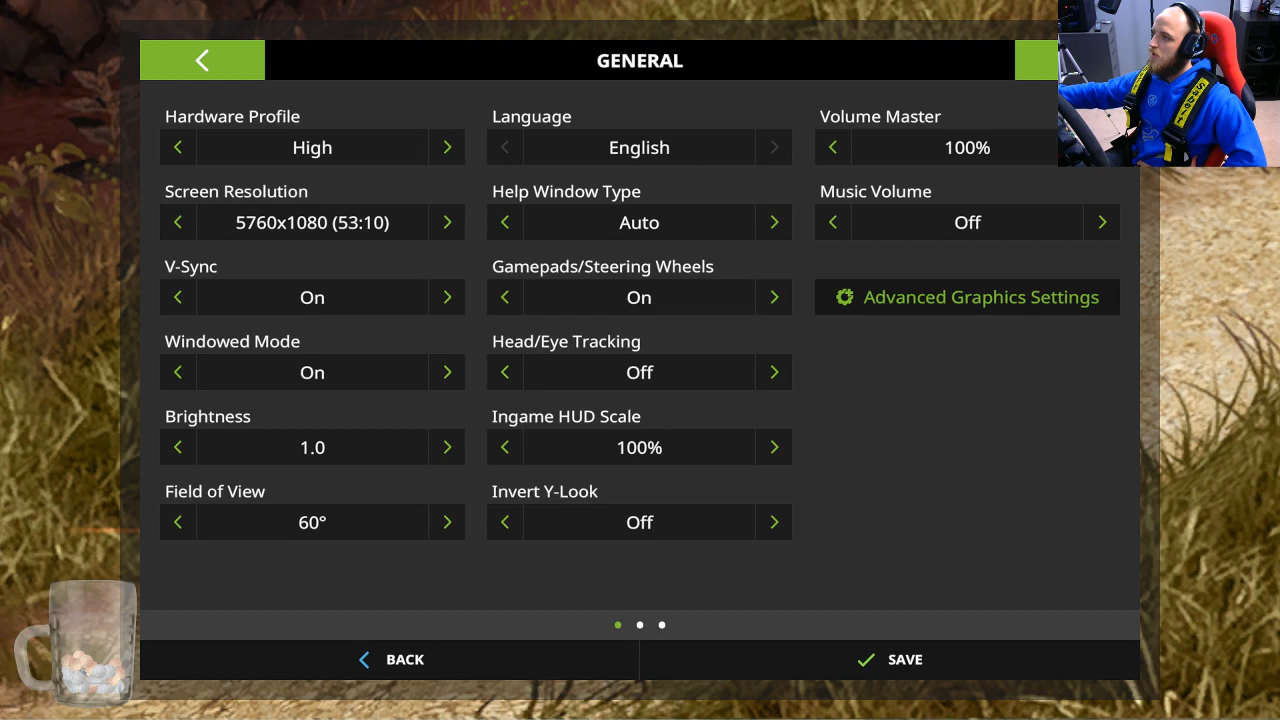 GENERAL
Hardware Profile
High
Screen Resolution
5760x1080 (53:10)
V-Sync
On
Windowed Mode
On
Brightness
1.0
Field of View
60°
Language
English
Help Window Type
Auto
Gamepads/Steering Wheels
On
Head/Eye Tracking
Off
Ingame HUD Scale
100%
Invert Y-Look
Off
Volume Master
100%
Music Volume
Off
Advanced Graphics Settings
BACK
SAVE